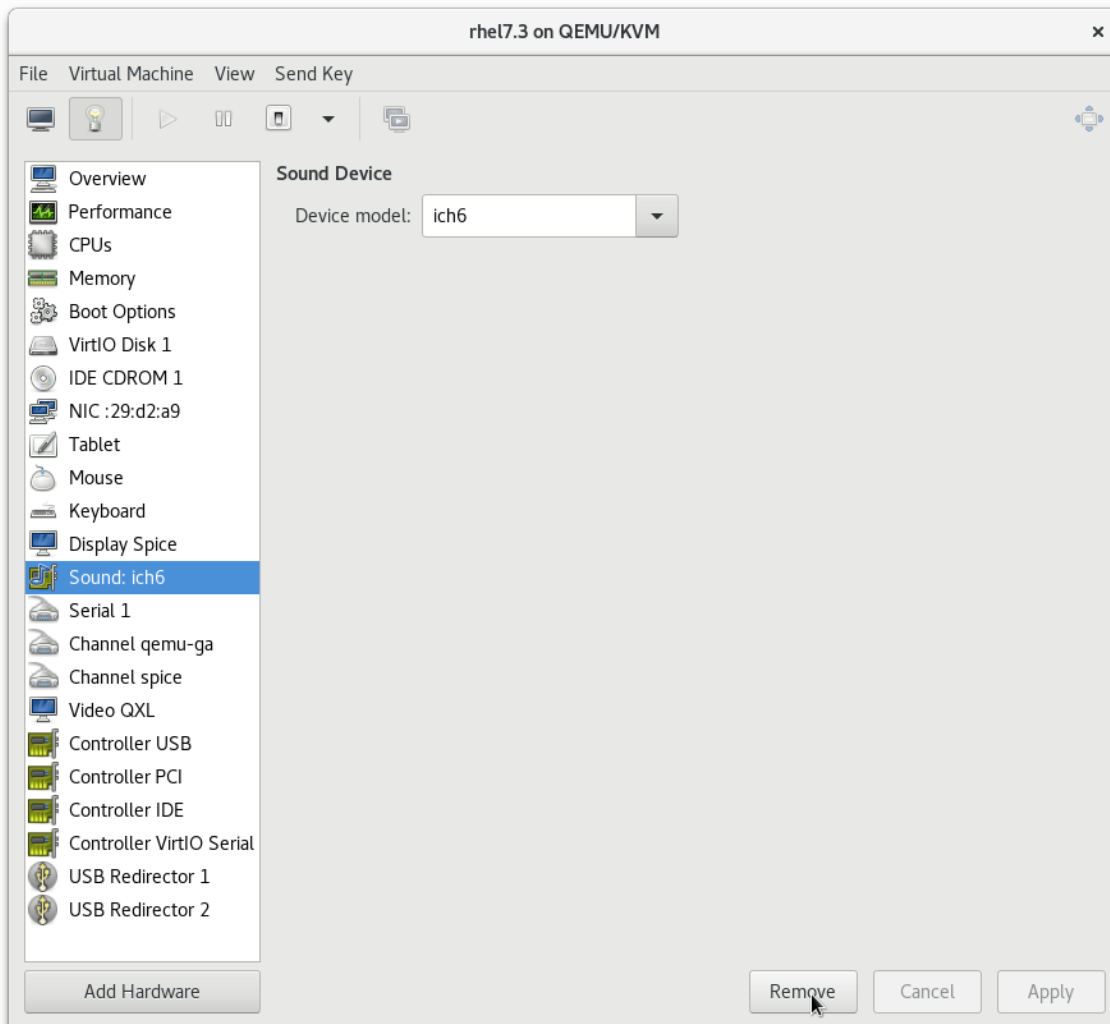 rhel7.3 on QEMU/KVM
File Virtual Machine View Send Key
Overview
Performance
CPUs
Memory
Boot Options
VirtIO Disk 1
IDE CDROM 1
NIC :29:d2:a9
Tablet
Mouse
Keyboard
Display Spice
Sound: ich6
Serial 1
Channel qemu-ga
Channel spice
Video QXL
Controller USB
Controller PCI
Controller IDE
Controller VirtIO Serial
USB Redirector 1
USB Redirector 2
Add Hardware
Sound Device
Device model: ich6
Remove Cancel Apply